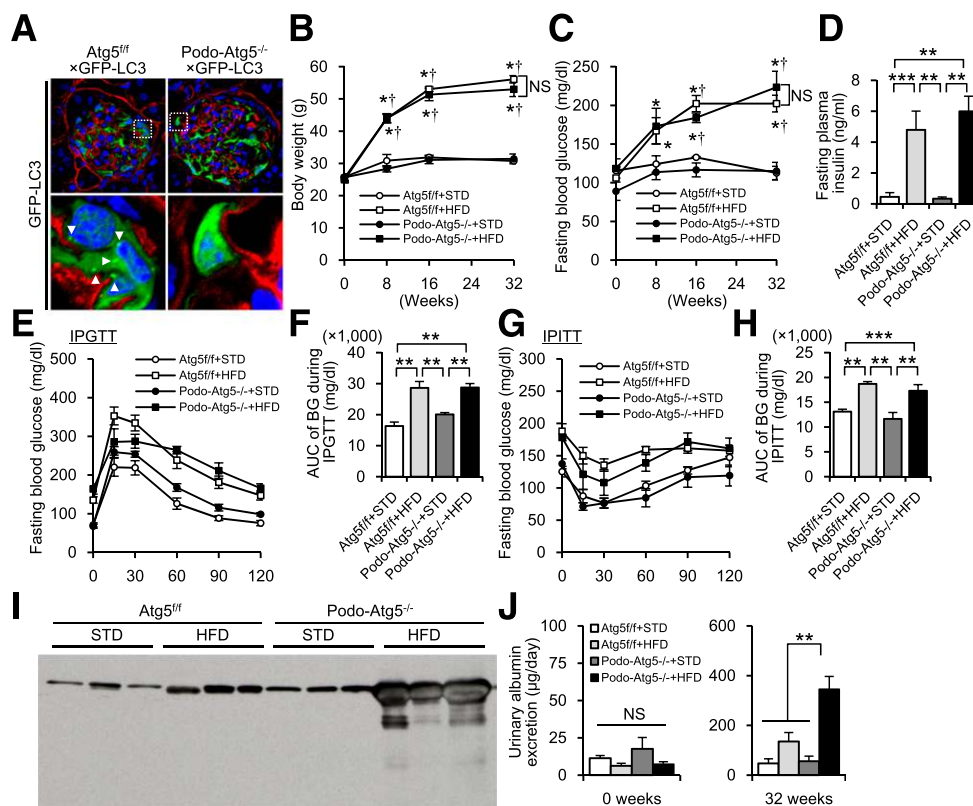 A
Atg5f/f
×GFP-LC3
Podo-Atg5-/-
×GFP-LC3
GFP-LC3
B
Body weight (g)
60
50
40
30
20
10
0
*†
*†
*†
*†
*†
*†
NS
Atg5f/f+STD
Atg5f/f+HFD
Podo-Atg5-/-+STD
Podo-Atg5-/-+HFD
0 8 16 24 32
(Weeks)
C
Fasting blood glucose (mg/dl)
250
200
150
100
50
0
*
*
*†
*†
*†
*†
NS
Atg5f/f+STD
Atg5f/f+HFD
Podo-Atg5-/-+STD
Podo-Atg5-/-+HFD
0 8 16 24 32
(Weeks)
D
Fasting plasma
insulin (ng/ml)
8
6
4
2
0
**
*** ** **
Atg5f/f+STD
Atg5f/f+HFD
Podo-Atg5-/-+STD
Podo-Atg5-/-+HFD
E
IPGTT
Fasting blood glucose (mg/dl)
500
400
300
200
100
0
Atg5f/f+STD
Atg5f/f+HFD
Podo-Atg5-/-+STD
Podo-Atg5-/-+HFD
0 30 60 90 120
F
(×1,000)
AUC of BG during
IPGTT (mg/dl)
40
30
20
10
0
**
** ** **
Atg5f/f+STD
Atg5f/f+HFD
Podo-Atg5-/-+STD
Podo-Atg5-/-+HFD
G
IPITT
Fasting blood glucose (mg/dl)
300
250
200
150
100
50
0
Atg5f/f+STD
Atg5f/f+HFD
Podo-Atg5-/-+STD
Podo-Atg5-/-+HFD
0 30 60 90 120
H
(×1,000)
AUC of BG during
IPITT (mg/dl)
25
20
15
10
5
0
***
** ** **
Atg5f/f+STD
Atg5f/f+HFD
Podo-Atg5-/-+STD
Podo-Atg5-/-+HFD
I
Atg5f/f
Podo-Atg5-/-
STD HFD STD HFD
J
Urinary albumin
excretion (µg/day)
100
75
50
25
0
Atg5f/f+STD
Atg5f/f+HFD
Podo-Atg5-/-+STD
Podo-Atg5-/-+HFD
NS
0 weeks
600
400
200
0
**
32 weeks